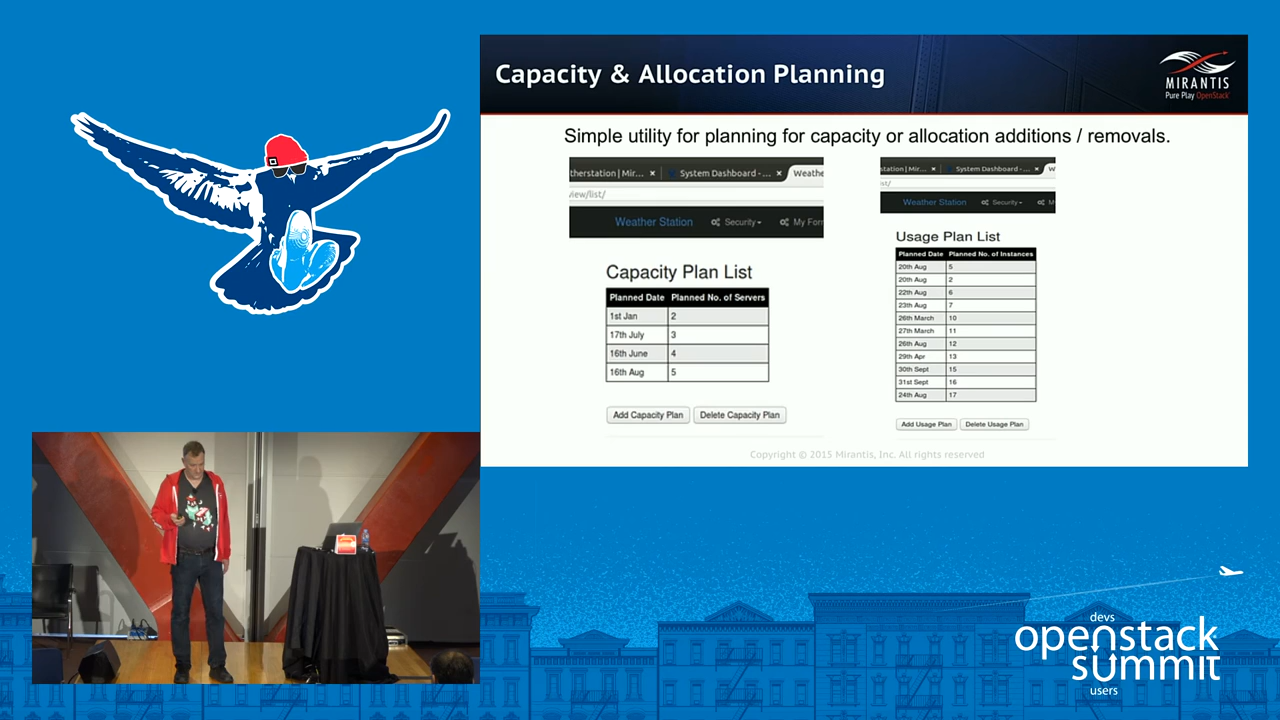 Capacity & Allocation Planning
MIRANTIS
Pure Play OpenStack
Simple utility for planning for capacity or allocation additions / removals.
therstation | Mir... × System Dashboard - ... × Weathe
view/list/
Weather Station Security My Forr
Capacity Plan List
Planned Date Planned No. of Servers
1st Jan 2
17th July 3
16th June 4
16th Aug 5
Add Capacity Plan Delete Capacity Plan
station | Mir... × System Dashboard - ... × W
ist/
Weather Station Security M
Usage Plan List
Planned Date Planned No. of Instances
20th Aug 5
20th Aug 2
22th Aug 6
23th Aug 7
26th March 10
27th March 11
26th Aug 12
29th Apr 13
30th Sept 15
31st Sept 16
24th Aug 17
Add Usage Plan Delete Usage Plan
Copyright © 2015 Mirantis, Inc. All rights reserved
devs
openstack
summit
users